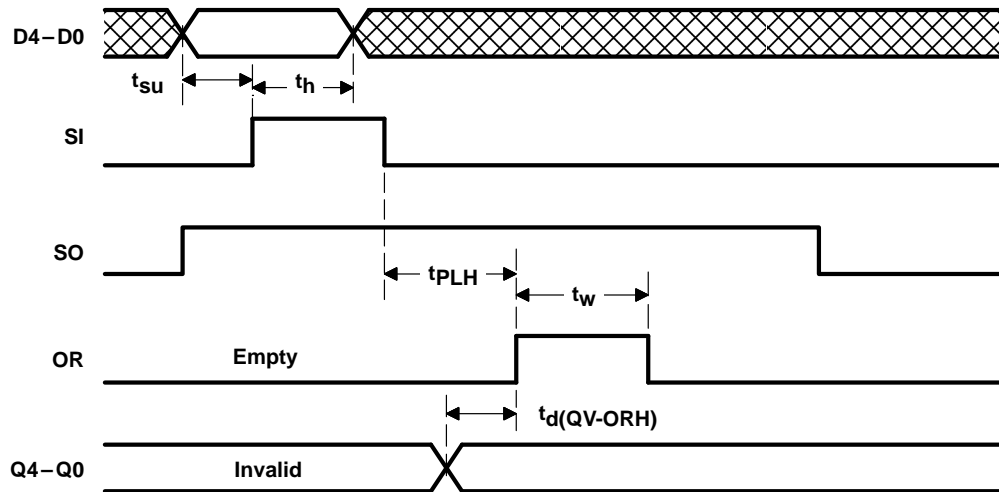 D4–D0
tsu
th
SI
SO
tPLH
tw
OR
Empty
td(QV-ORH)
Q4–Q0
Invalid